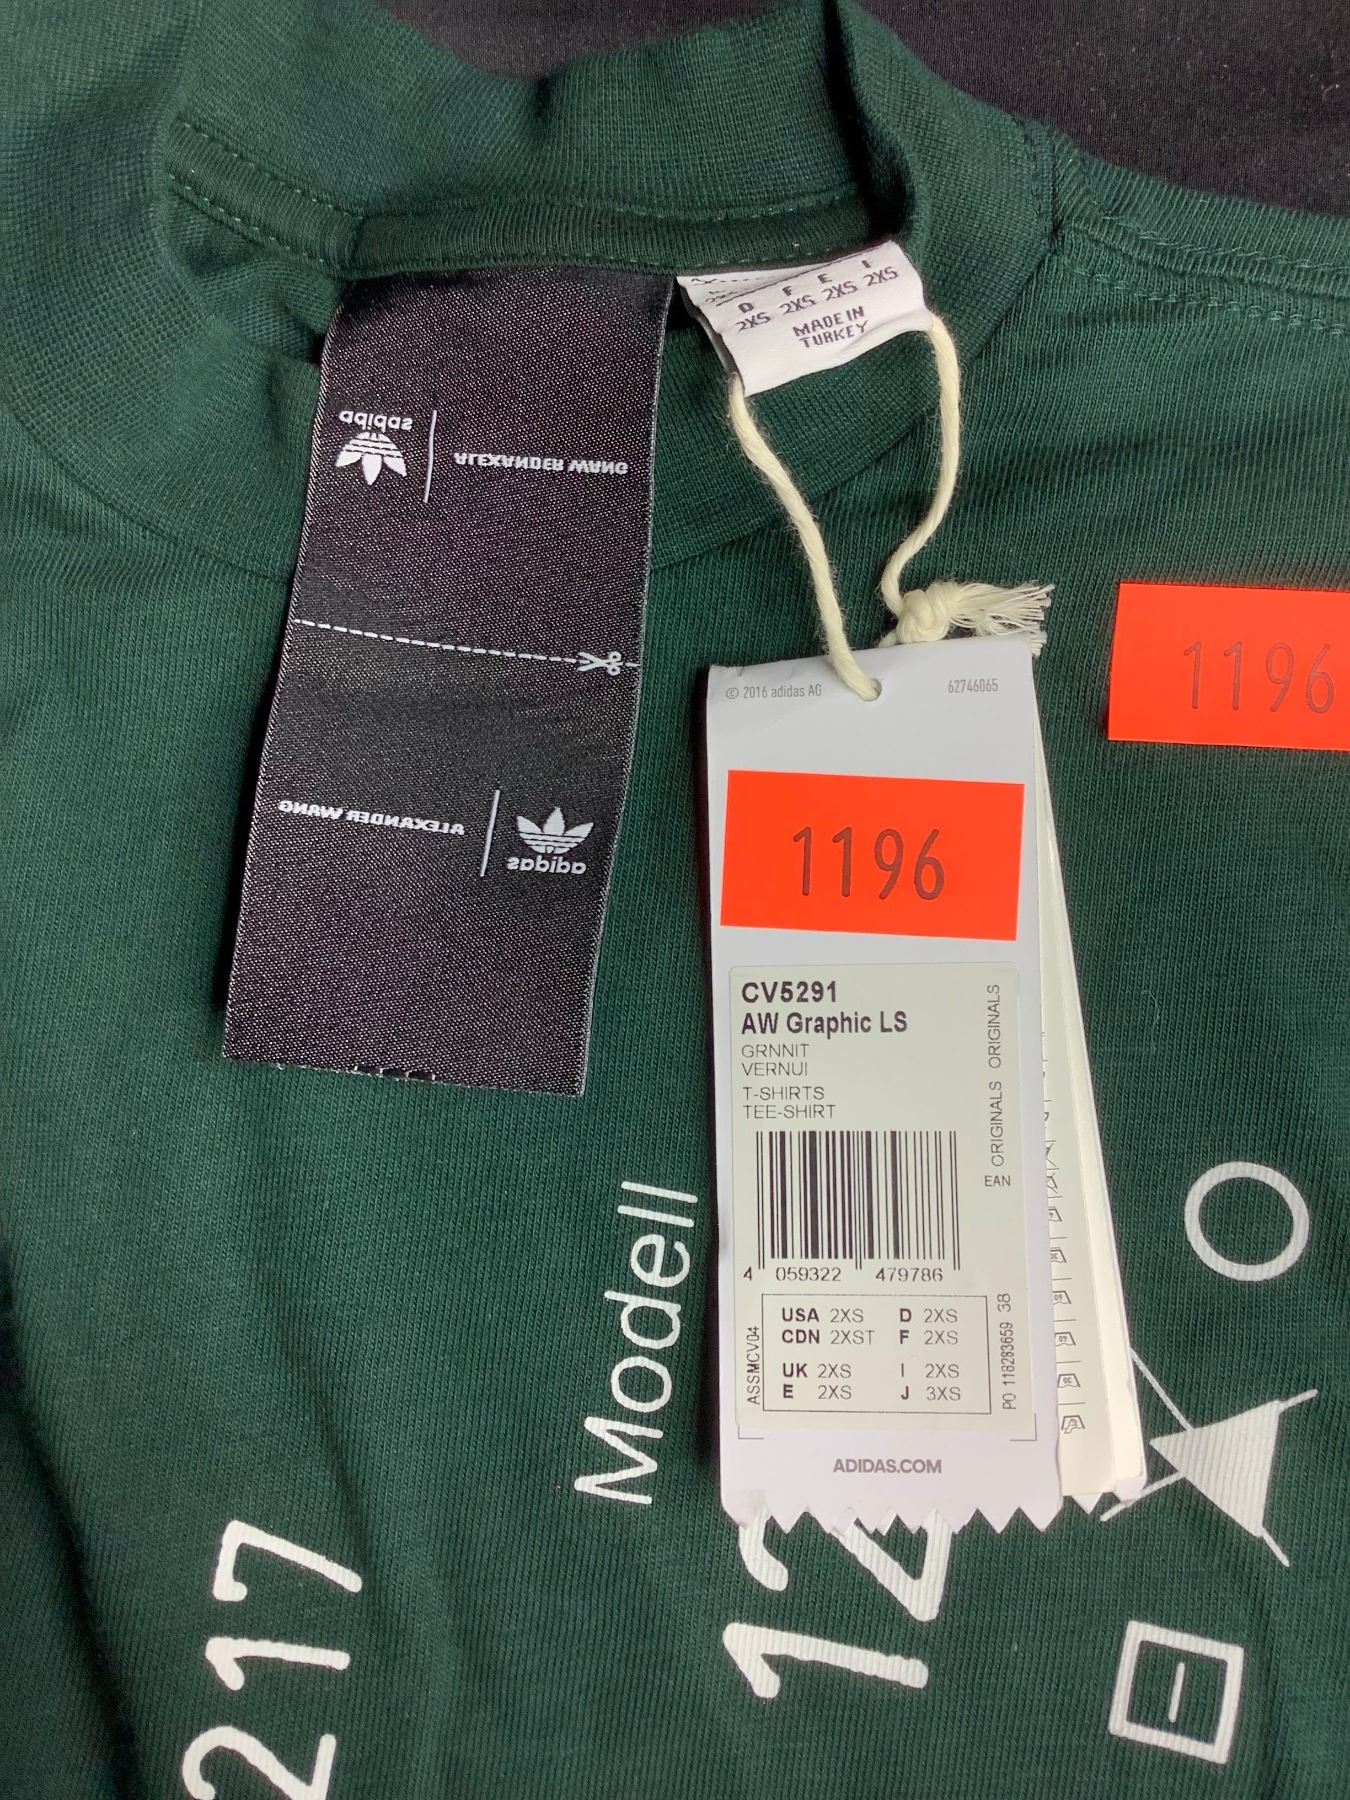 D F E I
2XS 2XS 2XS 2XS
MADE IN
TURKEY
adidas
ALEXANDER WANG
ALEXANDER WANG
adidas
© 2016 adidas AG
62746065
1196
1196
CV5291
AW Graphic LS
GRNNIT
VERNUI
T-SHIRTS
TEE-SHIRT
ORIGINALS ORIGINALS
EAN
4 059322 479786
USA 2XS D 2XS
CDN 2XST F 2XS
UK 2XS I 2XS
E 2XS J 3XS
ASSMCV04
PO 118283659 38
ADIDAS.COM
Modell
217
12